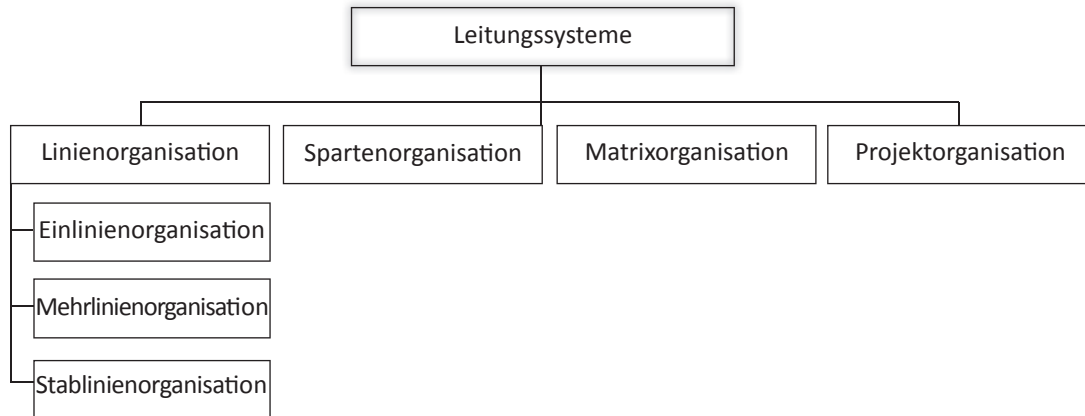 Leitungssysteme
Linienorganisation
Spartenorganisation
Matrixorganisation
Projektorganisation
Einlinienorganisation
Mehrlinienorganisation
Stablinienorganisation